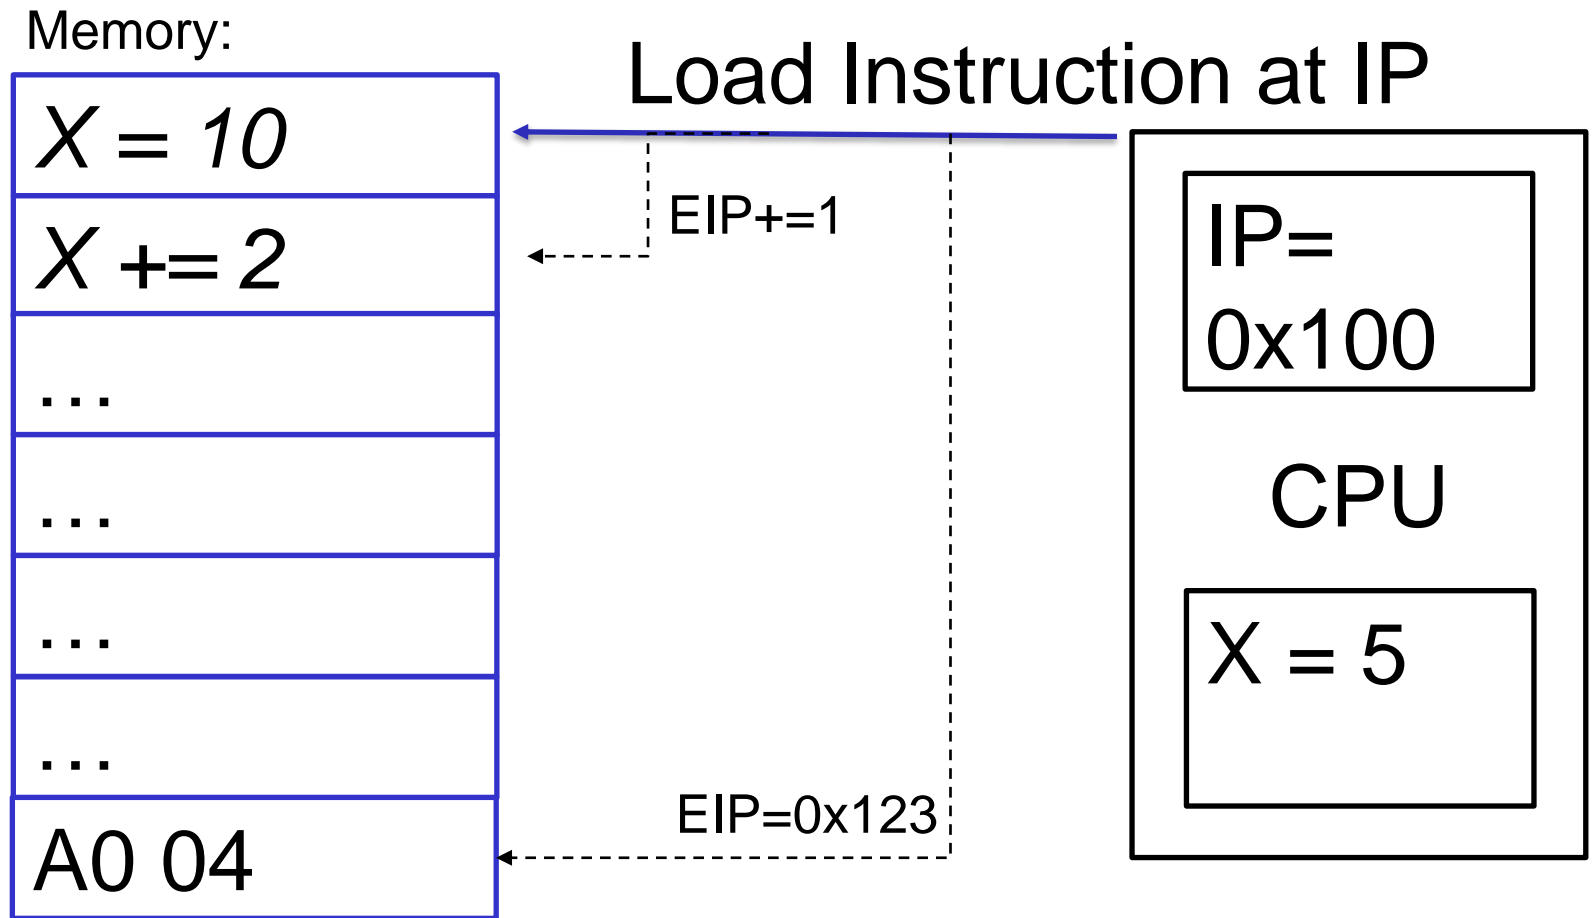 Memory:
Load Instruction at IP
X = 10
X += 2
…
…
…
…
A0 04
EIP+=1
EIP=0x123
IP=
0x100
CPU
X = 5